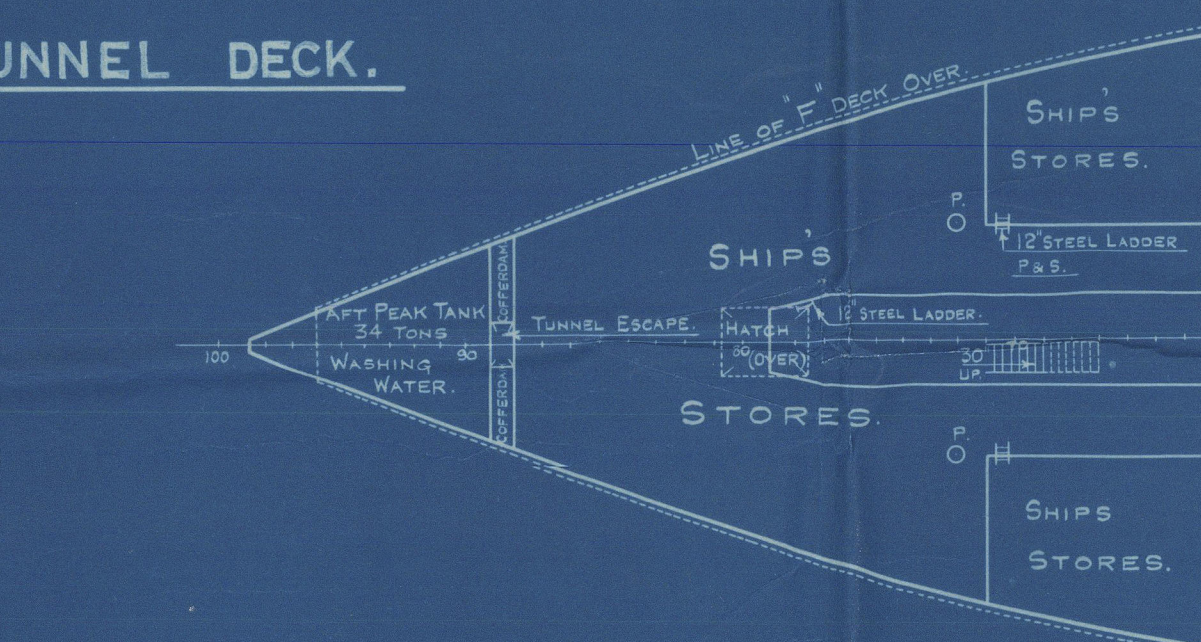 UNNEL DECK.
LINE OF "F" DECK OVER.
SHIP'S
STORES.
P.
12" STEEL LADDER
P & S.
SHIP'S
STORES.
AFT PEAK TANK
34 TONS
WASHING
WATER.
COFFERDAM
COFFERDAM
TUNNEL ESCAPE.
HATCH
(OVER)
12" STEEL LADDER.
100
90
80
70
30"
UP.
P.
SHIPS
STORES.